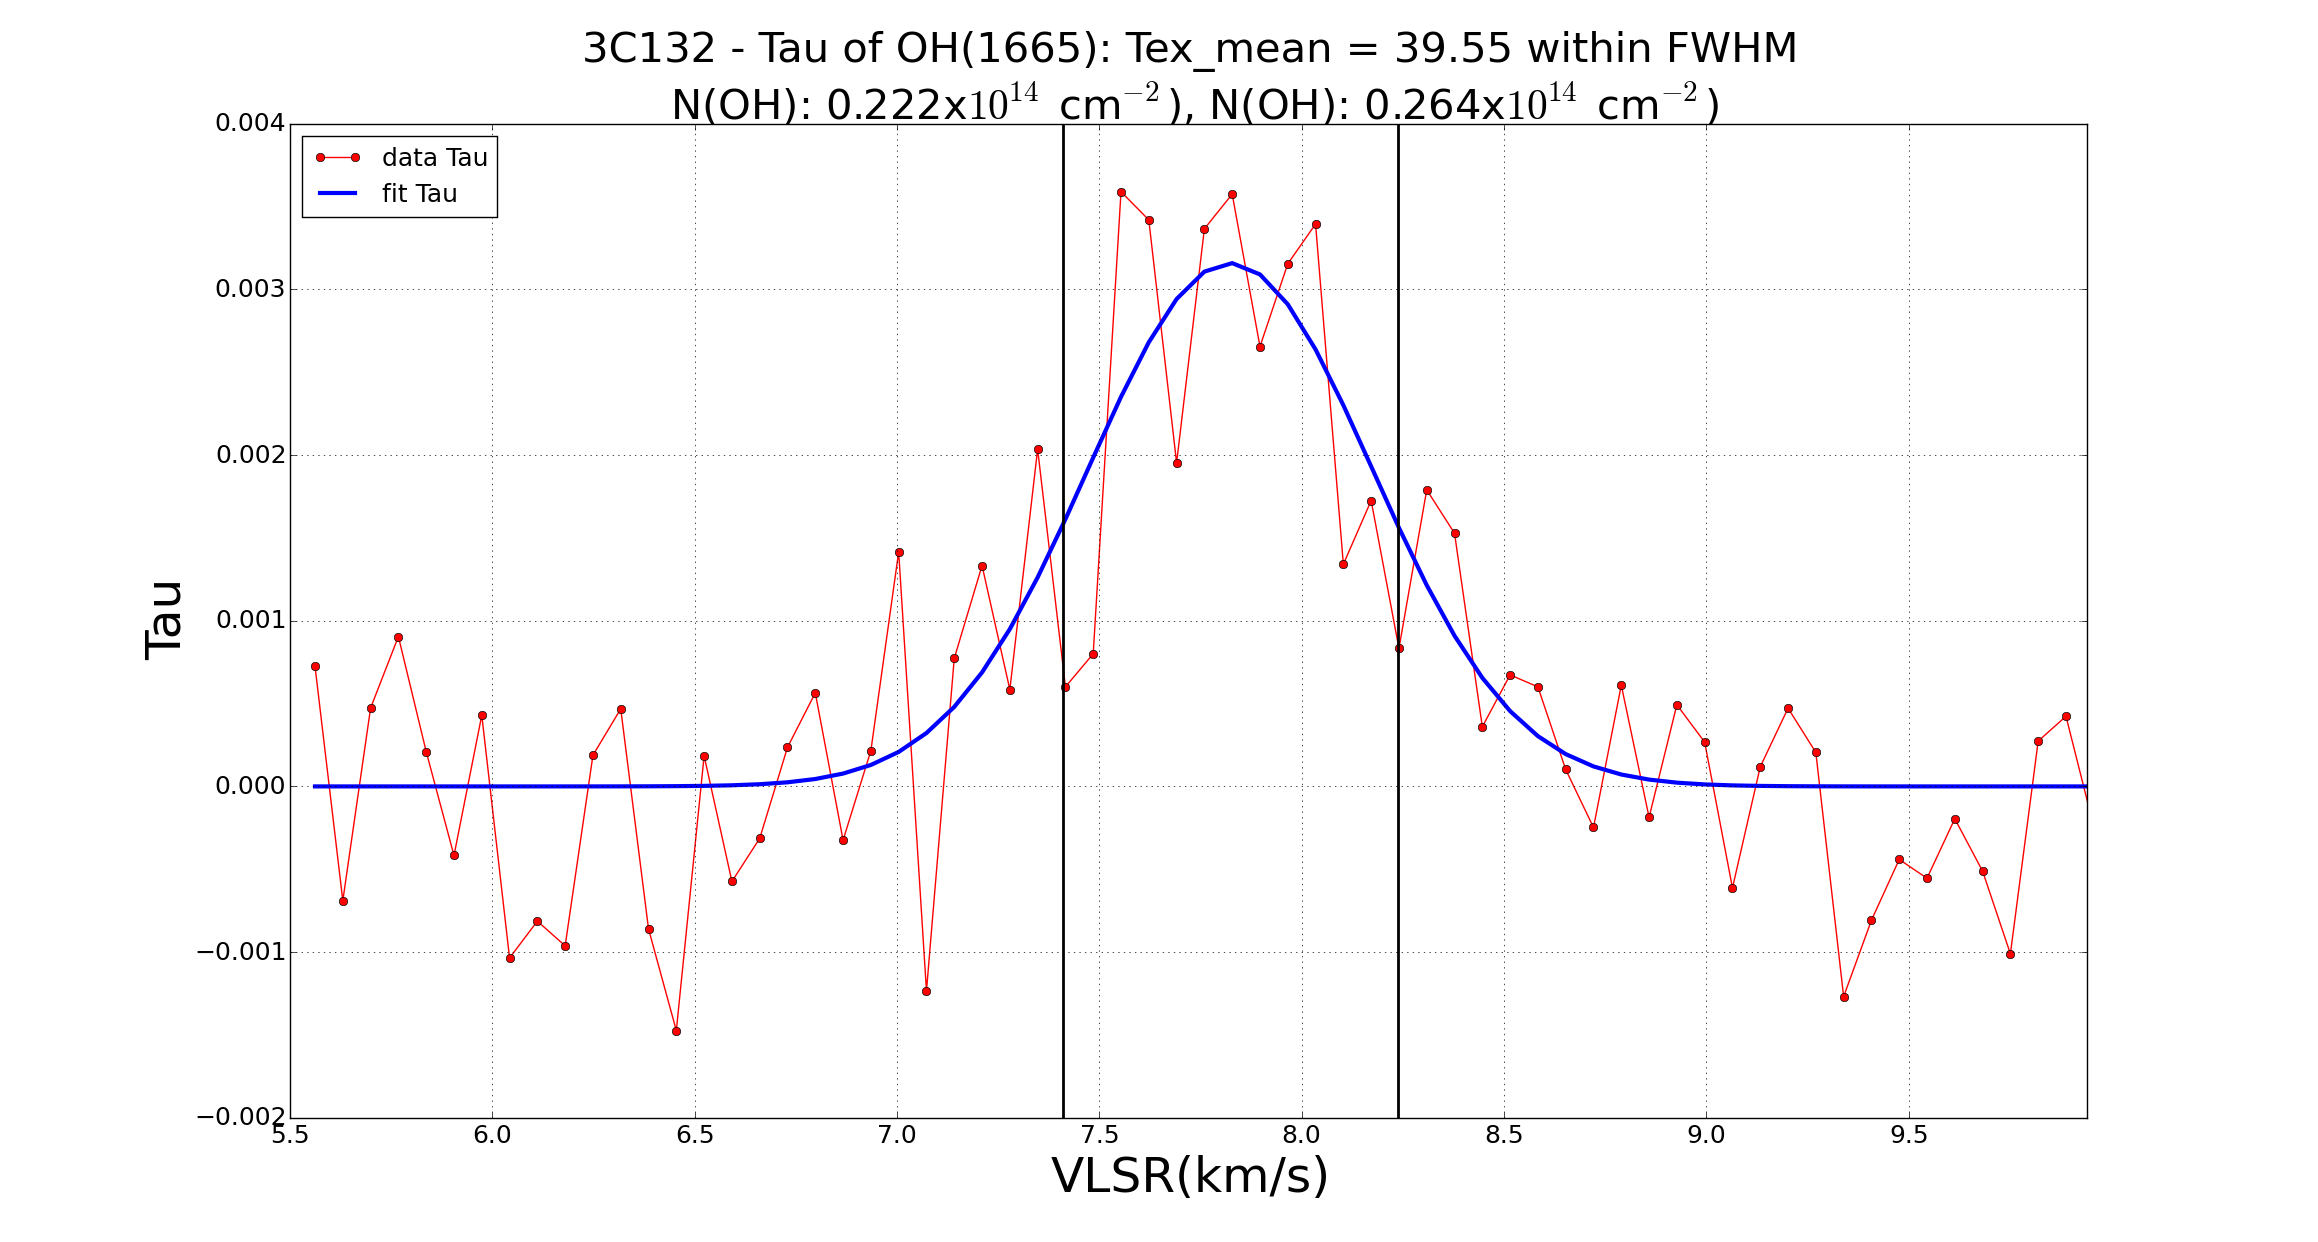 3C132 - Tau of OH(1665): Tex_mean = 39.55 within FWHM
N(OH): 0.222x10^14 cm^−2), N(OH): 0.264x10^14 cm^−2)
data Tau
fit Tau
0.004
0.003
0.002
0.001
0.000
−0.001
−0.002
Tau
5.5 6.0 6.5 7.0 7.5 8.0 8.5 9.0 9.5
VLSR(km/s)